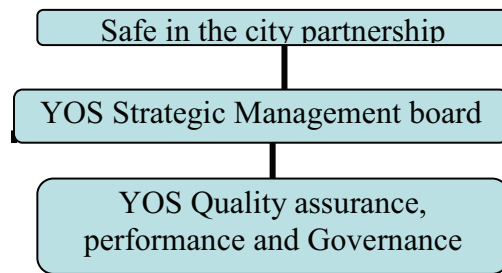 Safe in the city partnership
YOS Strategic Management board
YOS Quality assurance,
performance and Governance